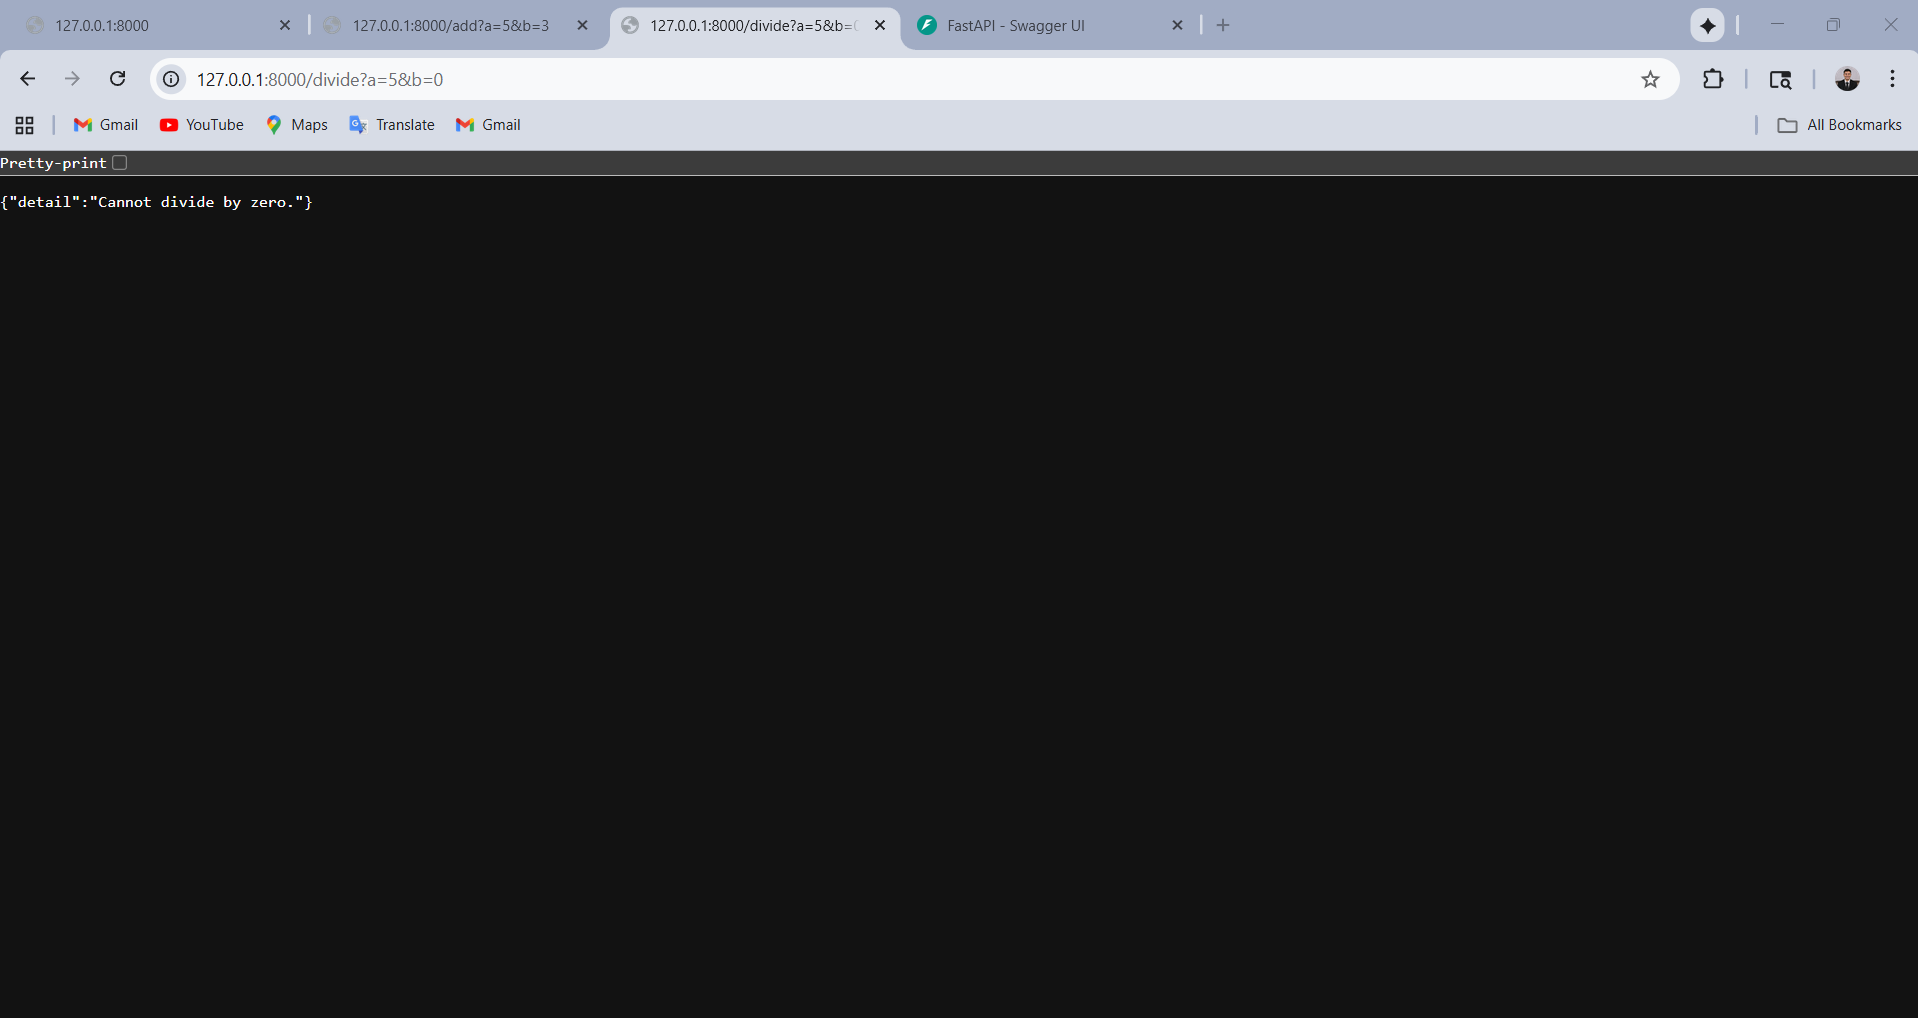 127.0.0.1:8000
127.0.0.1:8000/add?a=5&b=3
127.0.0.1:8000/divide?a=5&b=
FastAPI - Swagger UI
127.0.0.1:8000/divide?a=5&b=0
Gmail
YouTube
Maps
Translate
Gmail
All Bookmarks
Pretty-print
{"detail":"Cannot divide by zero."}